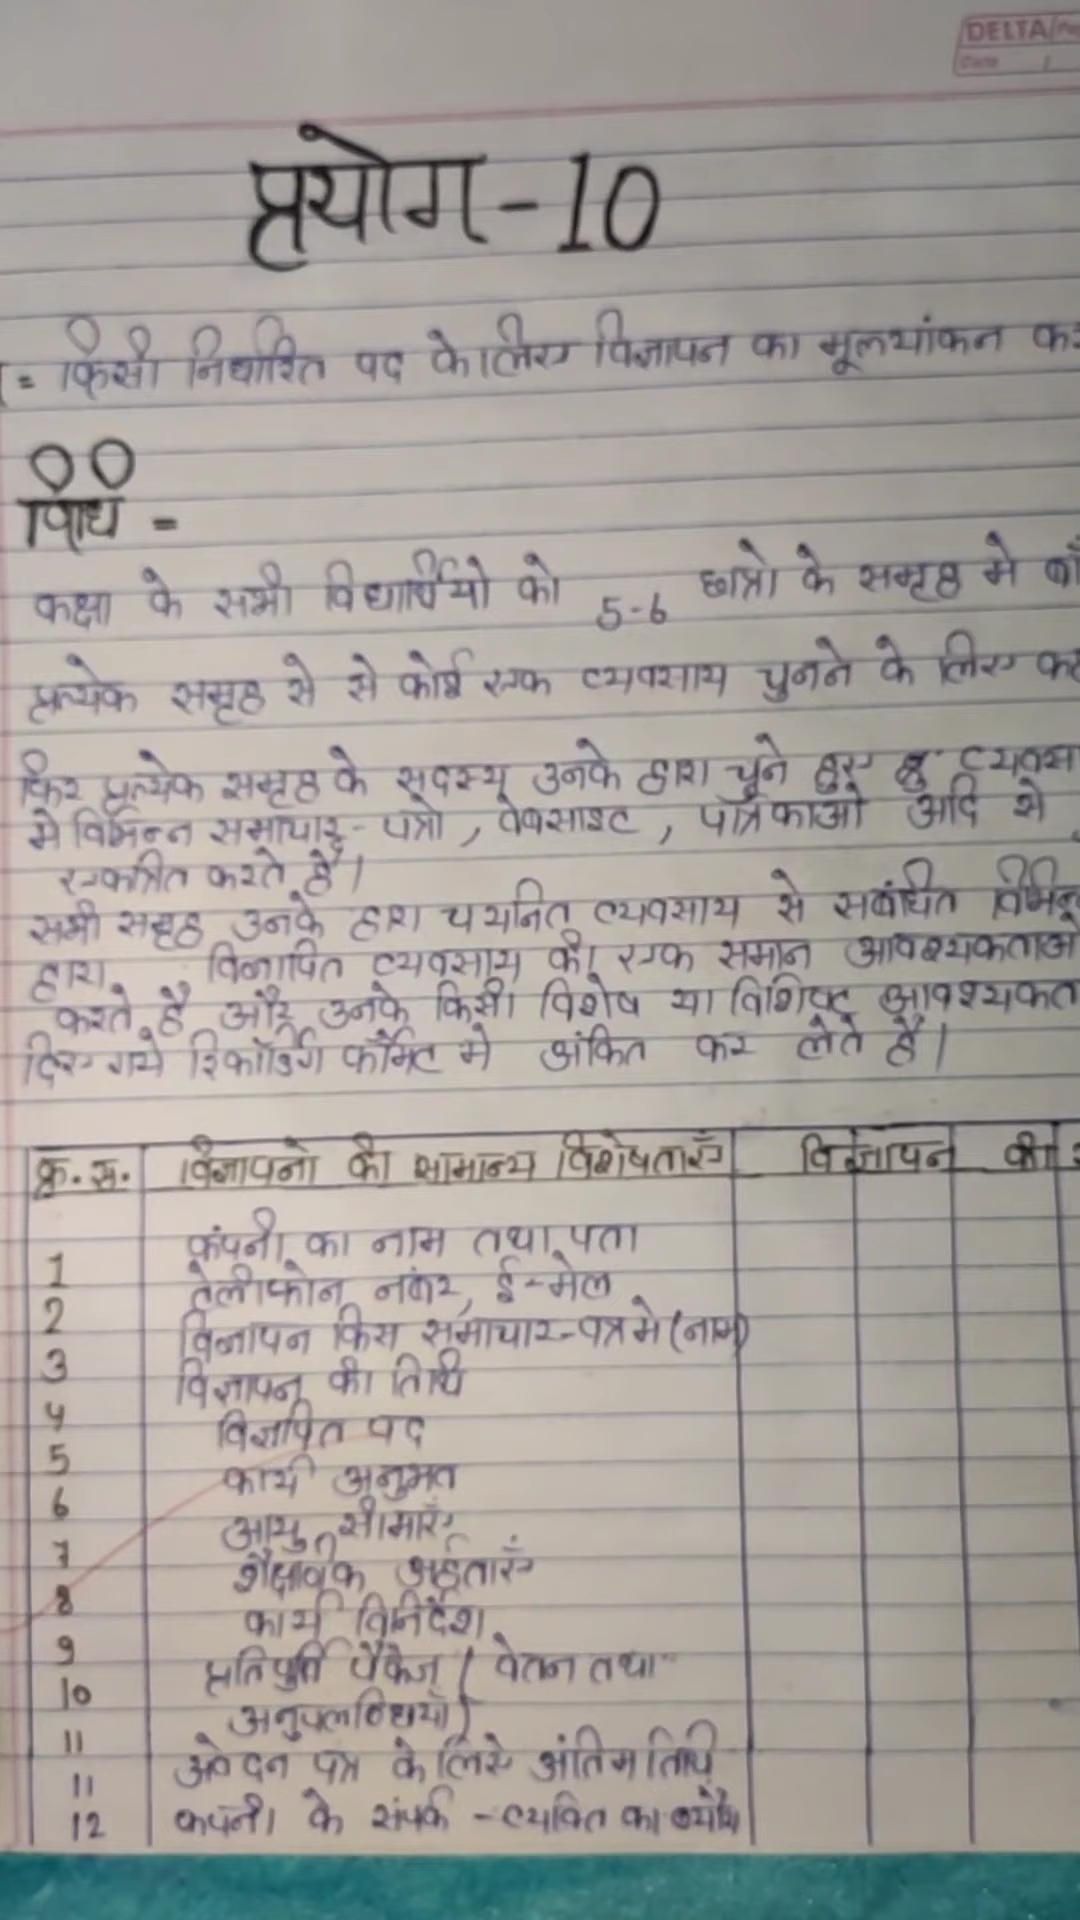 DELTA
Date
प्रयोग-10
= किसी निर्धारित पद के लिए विज्ञापन का मूल्यांकन
विधि =
कक्षा के सभी विद्यार्थियो को 5-6 छात्रो के समूह मे
प्रत्येक समूह से से कोई एक व्यवसाय चुनने के लिए
फिर प्रत्येक समूह के सदस्य उनके द्वारा चूने हुए
मे विभिन्न समाचार-पत्रो, वेबसाइट, पत्रिकाओ आदि से
एकत्रित करते है।
सभी समूह उनके द्वारा चयनित व्यवसाय से सबंधित
द्वारा विज्ञापित व्यवसाय की एक समान आवश्यकताओ
करते है और उनके किसी विशेष या विशिष्ट
दिए गये रिकॉर्डिंग फॉर्मेट मे अंकित कर लेते है।
क्र.स. विज्ञापनो की सामान्य विशेषताएँ विज्ञापन की
1 कंपनी का नाम तथा पता
2 टेलीफोन नंबर, ई-मेल
3 विज्ञापन किस समाचार-पत्र मे (नाम)
4 विज्ञापन की तिथि
5 विज्ञापित पद
6 कार्य अनुभव
7 आयु सीमाएँ
8 शैक्षणिक अर्हताएँ
9 कार्य विनिर्देश
10 प्रतिपूर्ति पैकेज (वेतन तथा
11 अनुपलब्धियाँ)
11 आवेदन पत्र के लिए अंतिम तिथि
12 कंपनी के संपर्क-व्यक्ति का